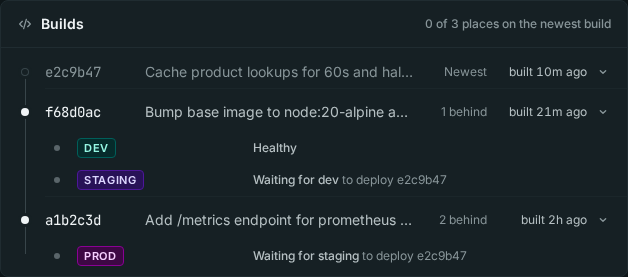 </> Builds 0 of 3 places on the newest build
e2c9b47 Cache product lookups for 60s and hal... Newest built 10m ago
f68d0ac Bump base image to node:20-alpine a... 1 behind built 21m ago
DEV Healthy
STAGING Waiting for dev to deploy e2c9b47
a1b2c3d Add /metrics endpoint for prometheus ... 2 behind built 2h ago
PROD Waiting for staging to deploy e2c9b47